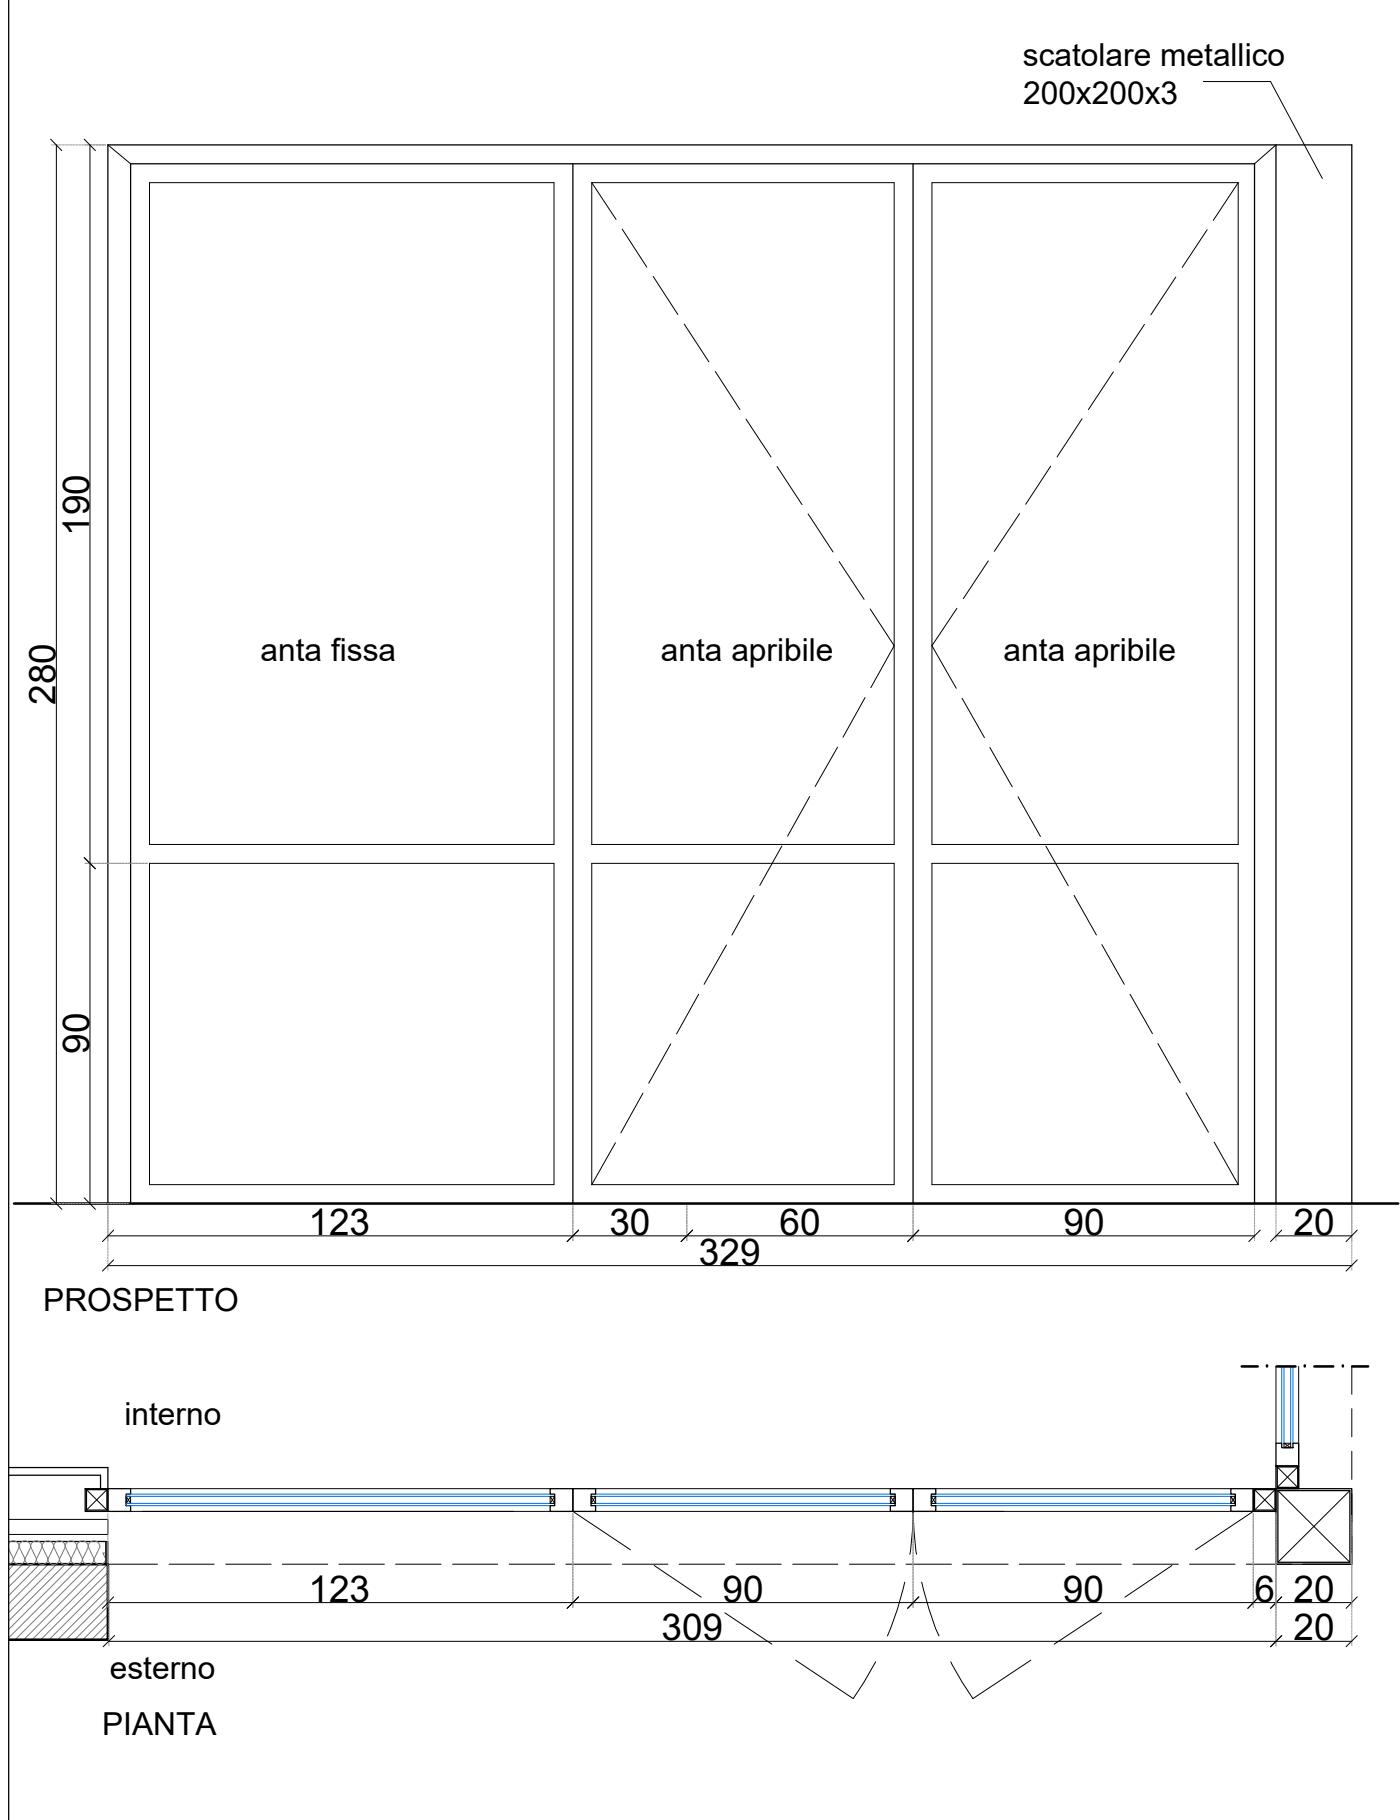 scatolare metallico
200x200x3
190
280
anta fissa
anta apribile
anta apribile
90
123
30
60
90
20
329
PROSPETTO
interno
123
90
90
6
20
309
20
esterno
PIANTA